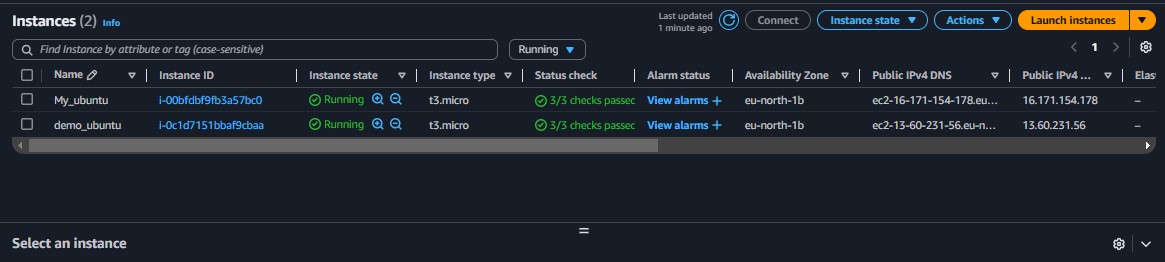 Instances (2) Info
Last updated
1 minute ago
Connect
Instance state
Actions
Launch instances
Find Instance by attribute or tag (case-sensitive)
Running
1
Name Instance ID Instance state Instance type Status check Alarm status Availability Zone Public IPv4 DNS Public IPv4 ... Elas
My_ubuntu i-00bfdbf9fb3a57bc0 Running t3.micro 3/3 checks passec View alarms + eu-north-1b ec2-16-171-154-178.eu... 16.171.154.178 –
demo_ubuntu i-0c1d7151bbaf9cbaa Running t3.micro 3/3 checks passec View alarms + eu-north-1b ec2-13-60-231-56.eu-n... 13.60.231.56 –
Select an instance